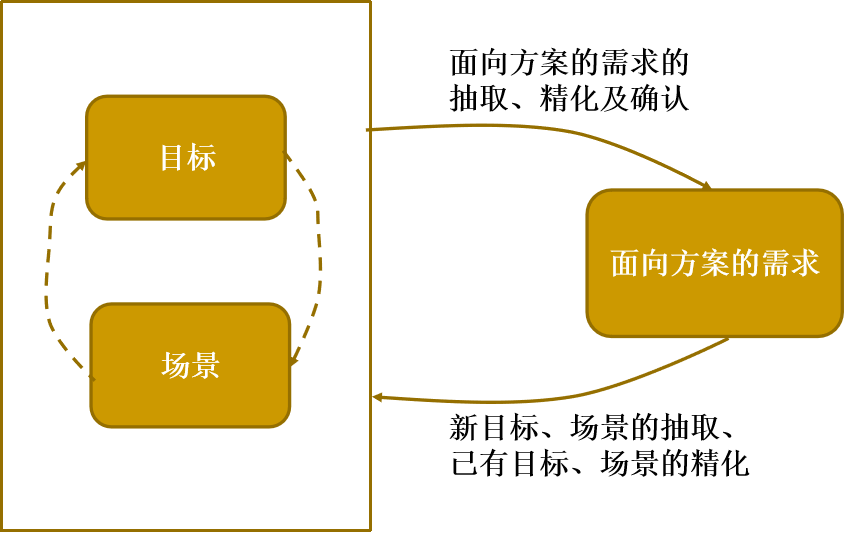 目标
场景
面向方案的需求的
抽取、精化及确认
面向方案的需求
新目标、场景的抽取、
已有目标、场景的精化